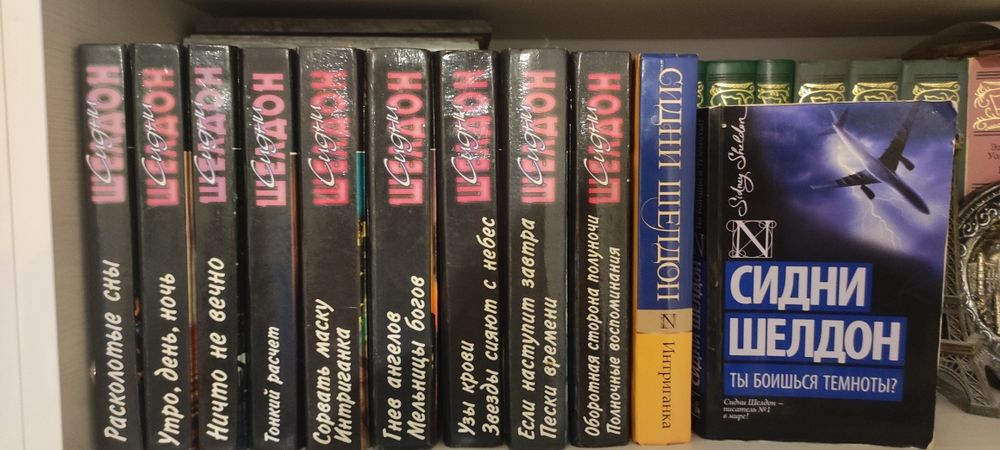 Сидни
ШЕЛДОН
Расколотые сны
Сидни
ШЕЛДОН
Утро, день, ночь
Сидни
ШЕЛДОН
Ничто не вечно
Сидни
ШЕЛДОН
Тонкий расчет
Сидни
ШЕЛДОН
Сорвать маску
Интриганка
Сидни
ШЕЛДОН
Гнев ангелов
Мельницы богов
Сидни
ШЕЛДОН
Узы крови
Звезды сияют с небес
Сидни
ШЕЛДОН
Если наступит завтра
Пески времени
Сидни
ШЕЛДОН
Оборотная сторона полуночи
Полночные воспоминания
СИДНИ ШЕЛДОН
Интриганка
СИДНИ ШЕЛДОН
Sidney Sheldon
СИДНИ
ШЕЛДОН
ТЫ БОИШЬСЯ ТЕМНОТЫ?
Сидни Шелдон –
писатель №1
в мире!